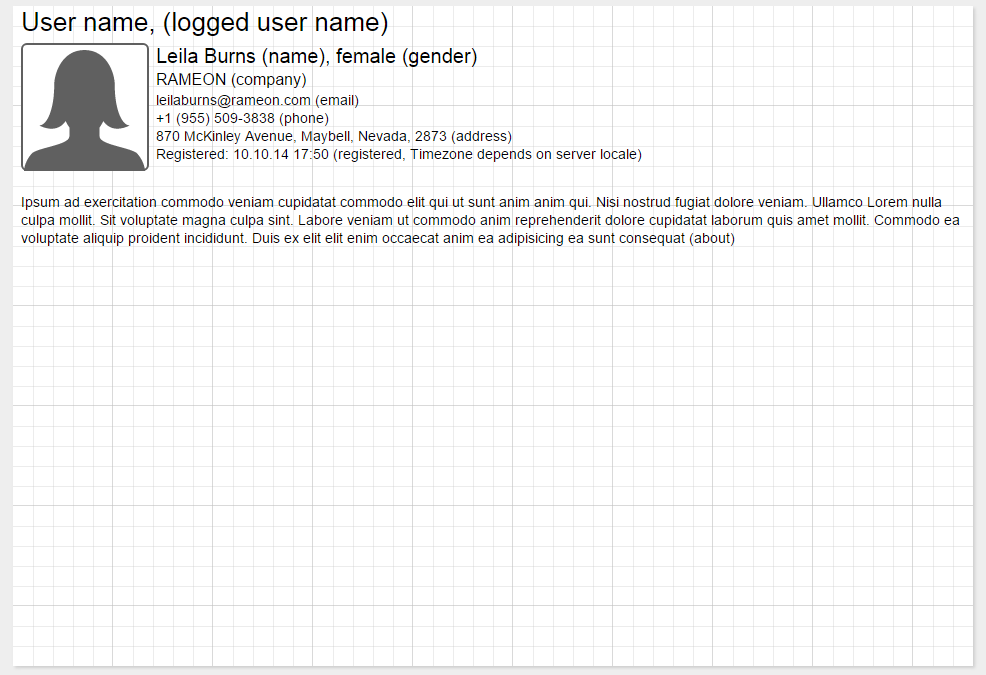 User name, (logged user name)
Leila Burns (name), female (gender)
RAMEON (company)
leilaburns@rameon.com (email)
+1 (955) 509-3838 (phone)
870 McKinley Avenue, Maybell, Nevada, 2873 (address)
Registered: 10.10.14 17:50 (registered, Timezone depends on server locale)
Ipsum ad exercitation commodo veniam cupidatat commodo elit qui ut sunt anim anim qui. Nisi nostrud fugiat dolore veniam. Ullamco Lorem nulla
culpa mollit. Sit voluptate magna culpa sint. Labore veniam ut commodo anim reprehenderit dolore cupidatat laborum quis amet mollit. Commodo ea
voluptate aliquip proident incididunt. Duis ex elit elit enim occaecat anim ea adipisicing ea sunt consequat (about)